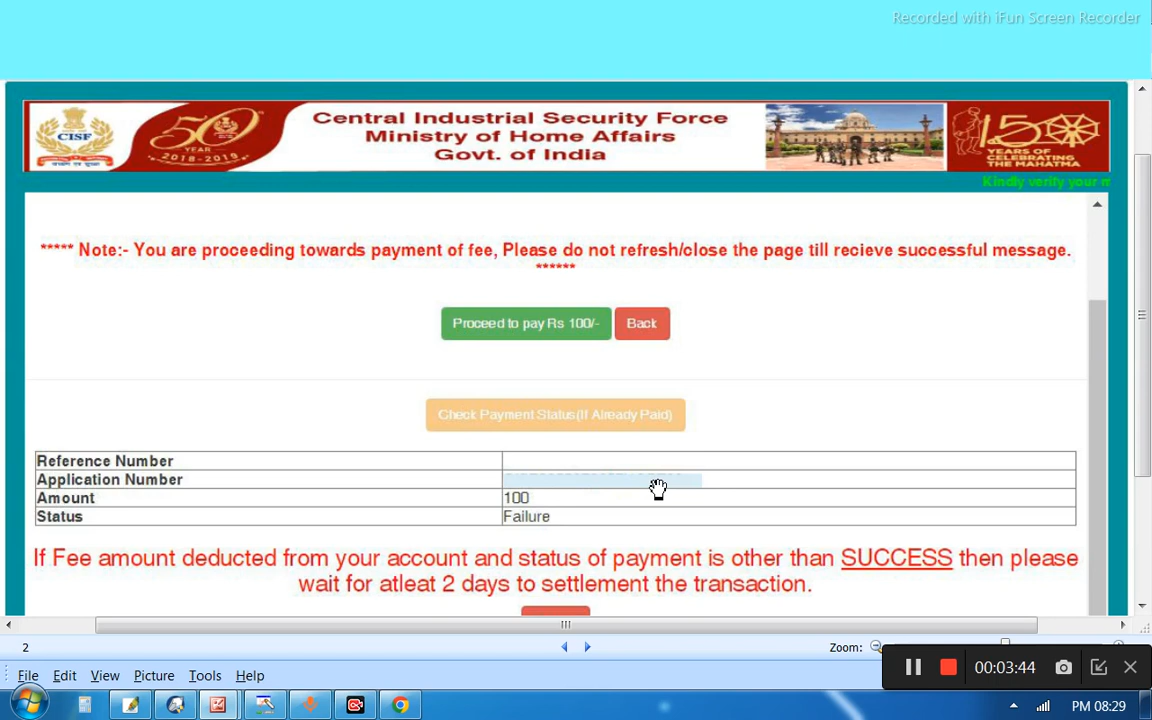 Recorded with iFun Screen Recorder
CISF
50
YEAR
2018-2019
Central Industrial Security Force
Ministry of Home Affairs
Govt. of India
150
YEARS OF
CELEBRATING
THE MAHATMA
Kindly verify your
***** Note:- You are proceeding towards payment of fee, Please do not refresh/close the page till recieve successful message.
******
Proceed to pay Rs 100/- Back
Check Payment Status(If Already Paid)
Reference Number
Application Number
Amount 100
Status Failure
If Fee amount deducted from your account and status of payment is other than SUCCESS then please
wait for atleat 2 days to settlement the transaction.
2 Zoom:
File Edit View Picture Tools Help
00:03:44
PM 08:29